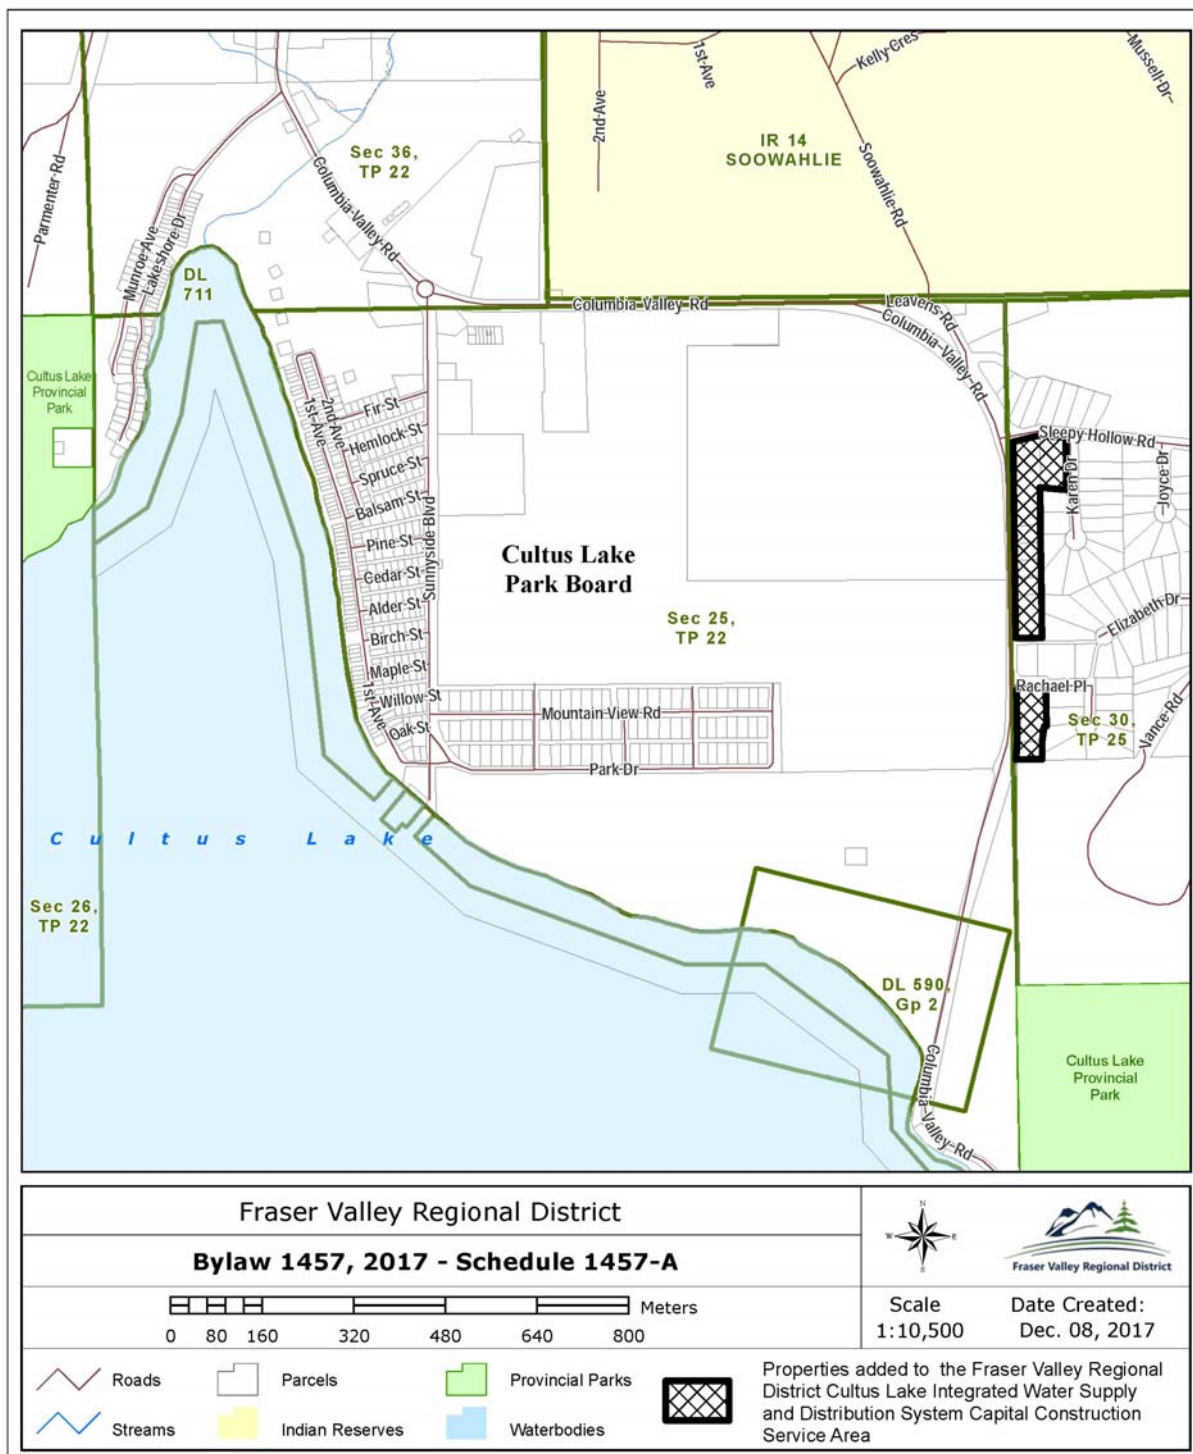 Parmenter Rd
Munroe Ave
Lakeshore Dr
Columbia Valley Rd
Sec 36,
TP 22
2nd Ave
1st Ave
Kelly Cres
Mussell Dr
IR 14
SOOWAHLIE
Soowahlie Rd
DL
711
Columbia Valley Rd
Leavens Rd
Columbia Valley Rd
Cultus Lake
Provincial
Park
1st Ave
2nd Ave
Fir St
Hemlock St
Spruce St
Balsam St
Pine St
Cedar St
Alder St
Birch St
Maple St
Willow St
Oak St
1st Ave
Sunnyside Blvd
Cultus Lake
Park Board
Sec 25,
TP 22
Sleepy Hollow Rd
Karen Dr
Joyce Dr
Elizabeth Dr
Rachael Pl
Sec 30,
TP 25
Vance Rd
Mountain View Rd
Park Dr
Cultus Lake
Sec 26,
TP 22
DL 590,
Gp 2
Columbia Valley Rd
Cultus Lake
Provincial
Park
Fraser Valley Regional District
Bylaw 1457, 2017 - Schedule 1457-A
Meters
0 80 160 320 480 640 800
N
W E
S
Fraser Valley Regional District
Scale
1:10,500
Date Created:
Dec. 08, 2017
Roads
Parcels
Provincial Parks
Streams
Indian Reserves
Waterbodies
Properties added to the Fraser Valley Regional
District Cultus Lake Integrated Water Supply
and Distribution System Capital Construction
Service Area